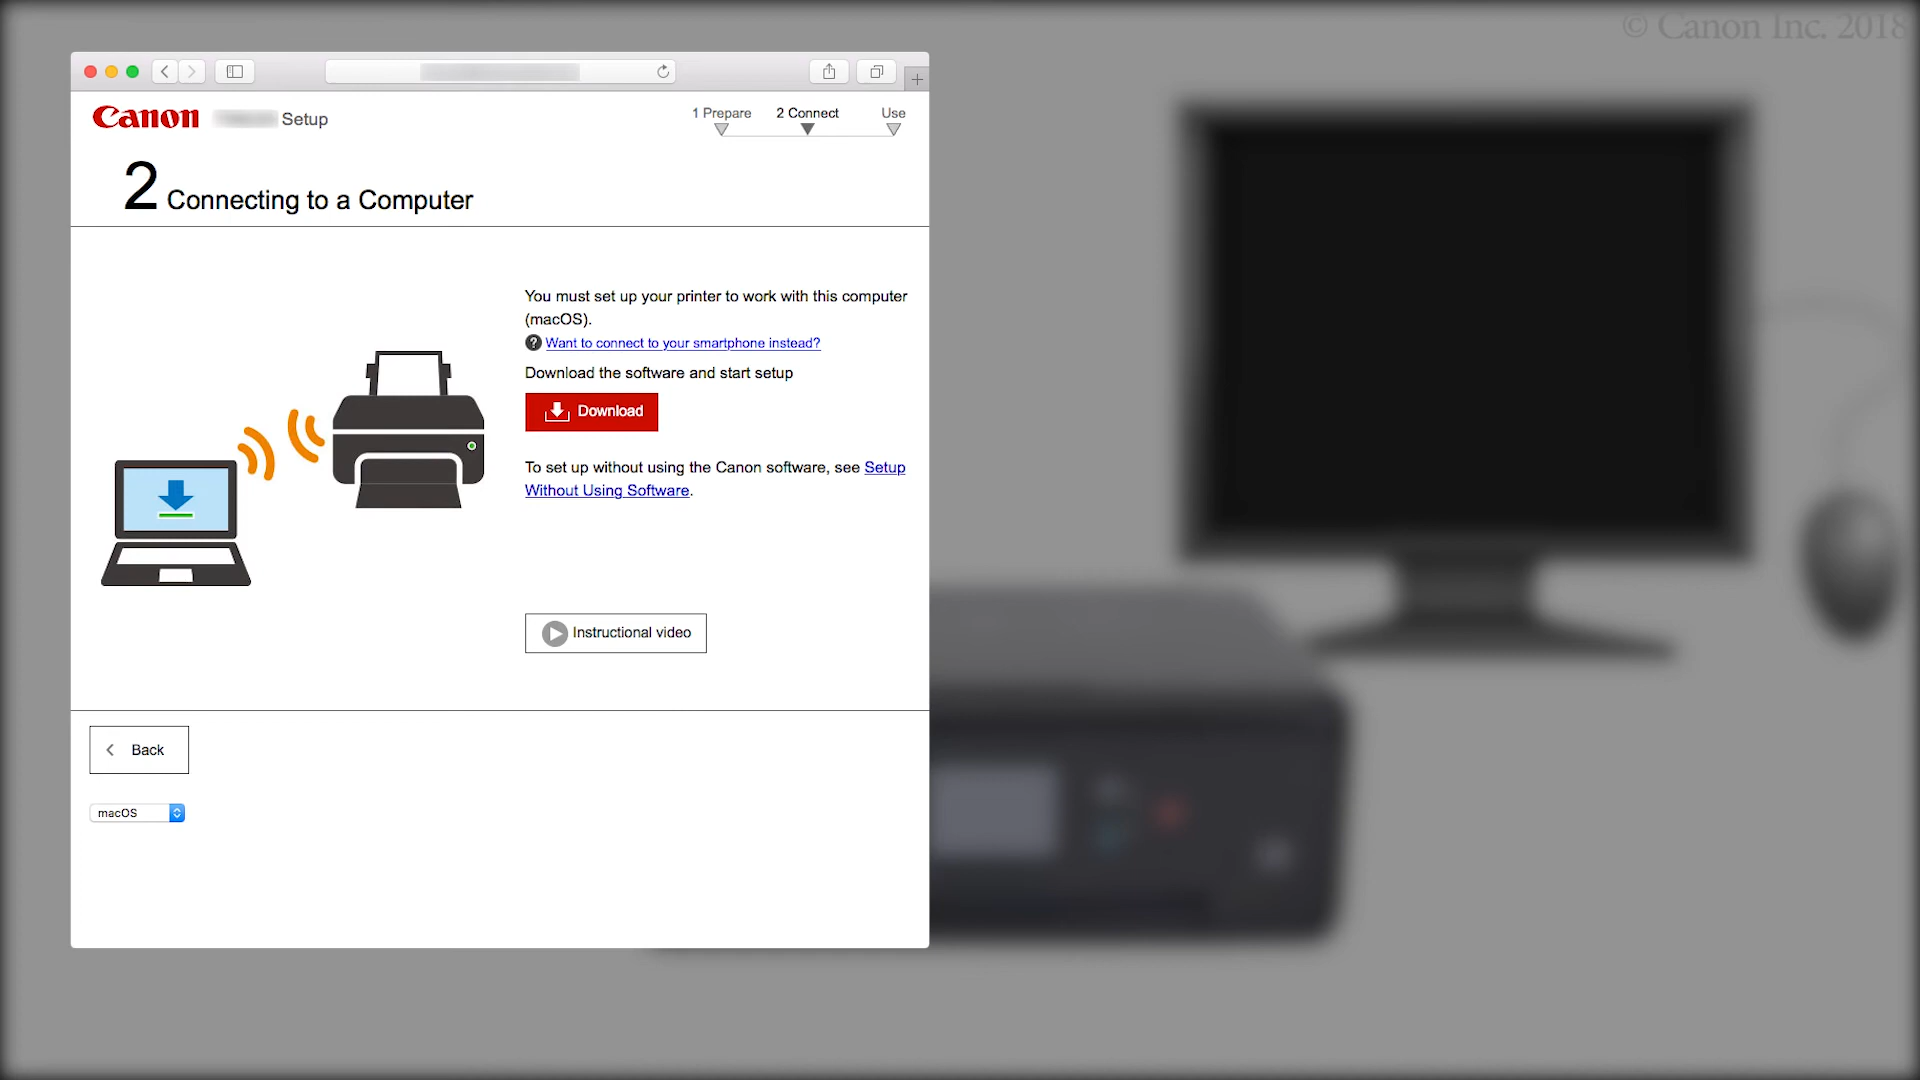 © Canon Inc. 2018
Canon Setup
1 Prepare
2 Connect
Use
2 Connecting to a Computer
You must set up your printer to work with this computer
(macOS).
? Want to connect to your smartphone instead?
Download the software and start setup
Download
To set up without using the Canon software, see Setup
Without Using Software.
Instructional video
Back
macOS